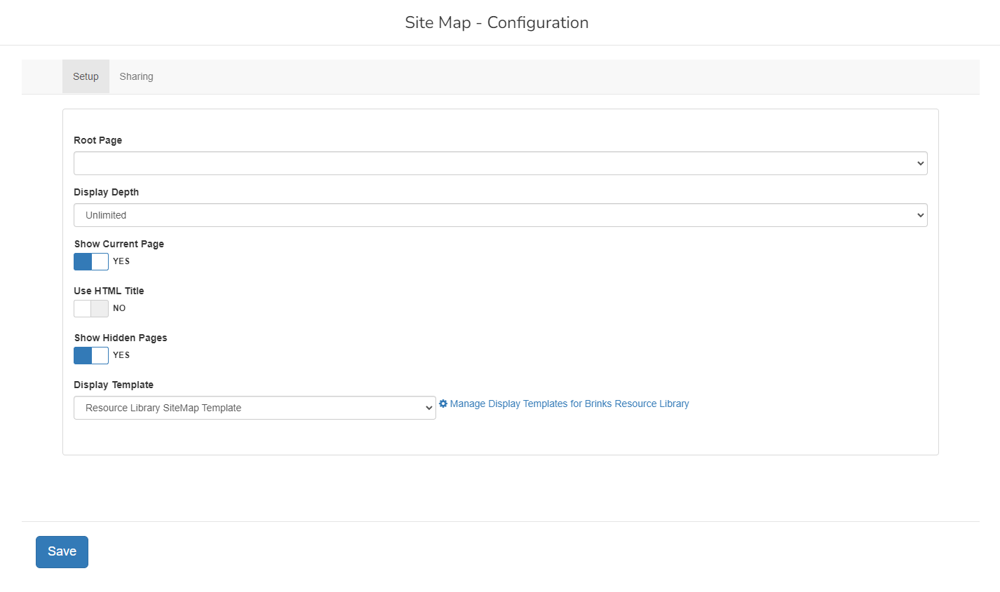 Site Map - Configuration
Setup Sharing
Root Page
Display Depth
Unlimited
Show Current Page
YES
Use HTML Title
NO
Show Hidden Pages
YES
Display Template
Resource Library SiteMap Template Manage Display Templates for Brinks Resource Library
Save